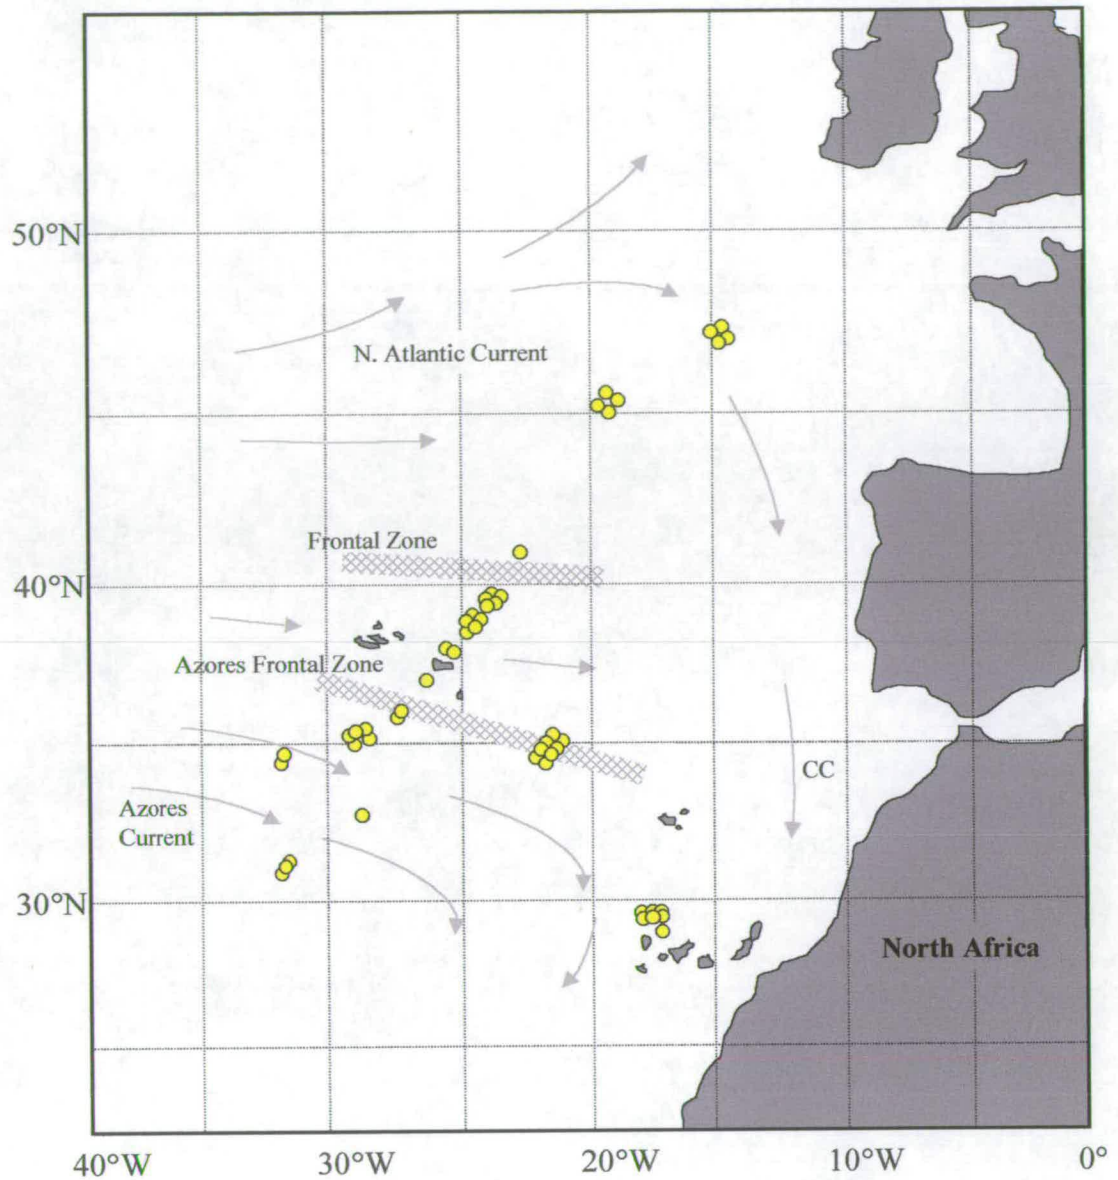 50°N
N. Atlantic Current
Frontal Zone
40°N
Azores Frontal Zone
CC
Azores
Current
30°N
North Africa
40°W
30°W
20°W
10°W
0°